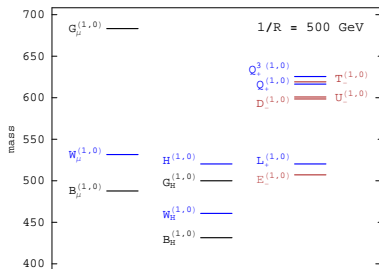 700
650
600
550
500
450
400
mass
1/R = 500 GeV
G_μ^(1,0)
W_μ^(1,0)
B_μ^(1,0)
H^(1,0)
G_H^(1,0)
W_H^(1,0)
B_H^(1,0)
Q_+^3 (1,0)
Q_+^(1,0)
T_-^(1,0)
U_-^(1,0)
D_-^(1,0)
L_+^(1,0)
E_-^(1,0)